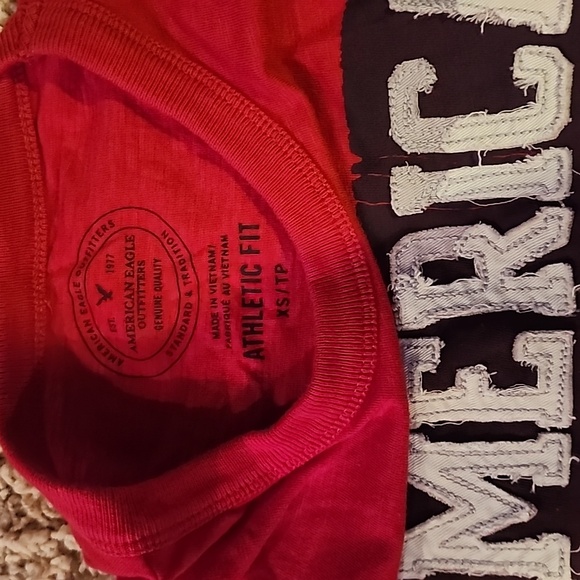 AMERICAN EAGLE OUTFITTERS
EST. 1977
AMERICAN EAGLE
OUTFITTERS
GENUINE QUALITY
STANDARD & TRADITION
MADE IN VIETNAM/
FABRIQUÉ AU VIETNAM
ATHLETIC FIT
XS/TP
MERIC